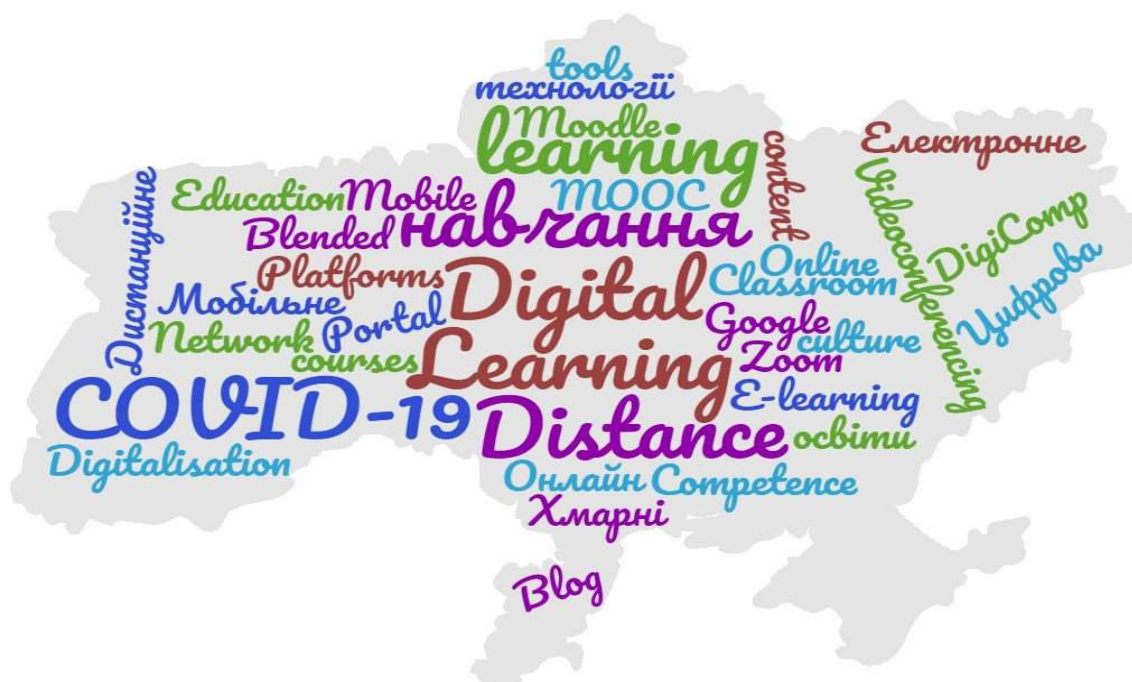 tools
технології
Moodle
learning
content
Електронне
Дистанційне
Education
Mobile
MOOC
Videoconferencing
DigiComp
Blended
навчання
Цифрова
Platforms
Digital
Online
Classroom
Мобільне
Portal
Google
culture
Network
courses
Learning
Zoom
COVID-19
E-learning
Distance
освіти
Digitalisation
Онлайн
Competence
Хмарні
Blog